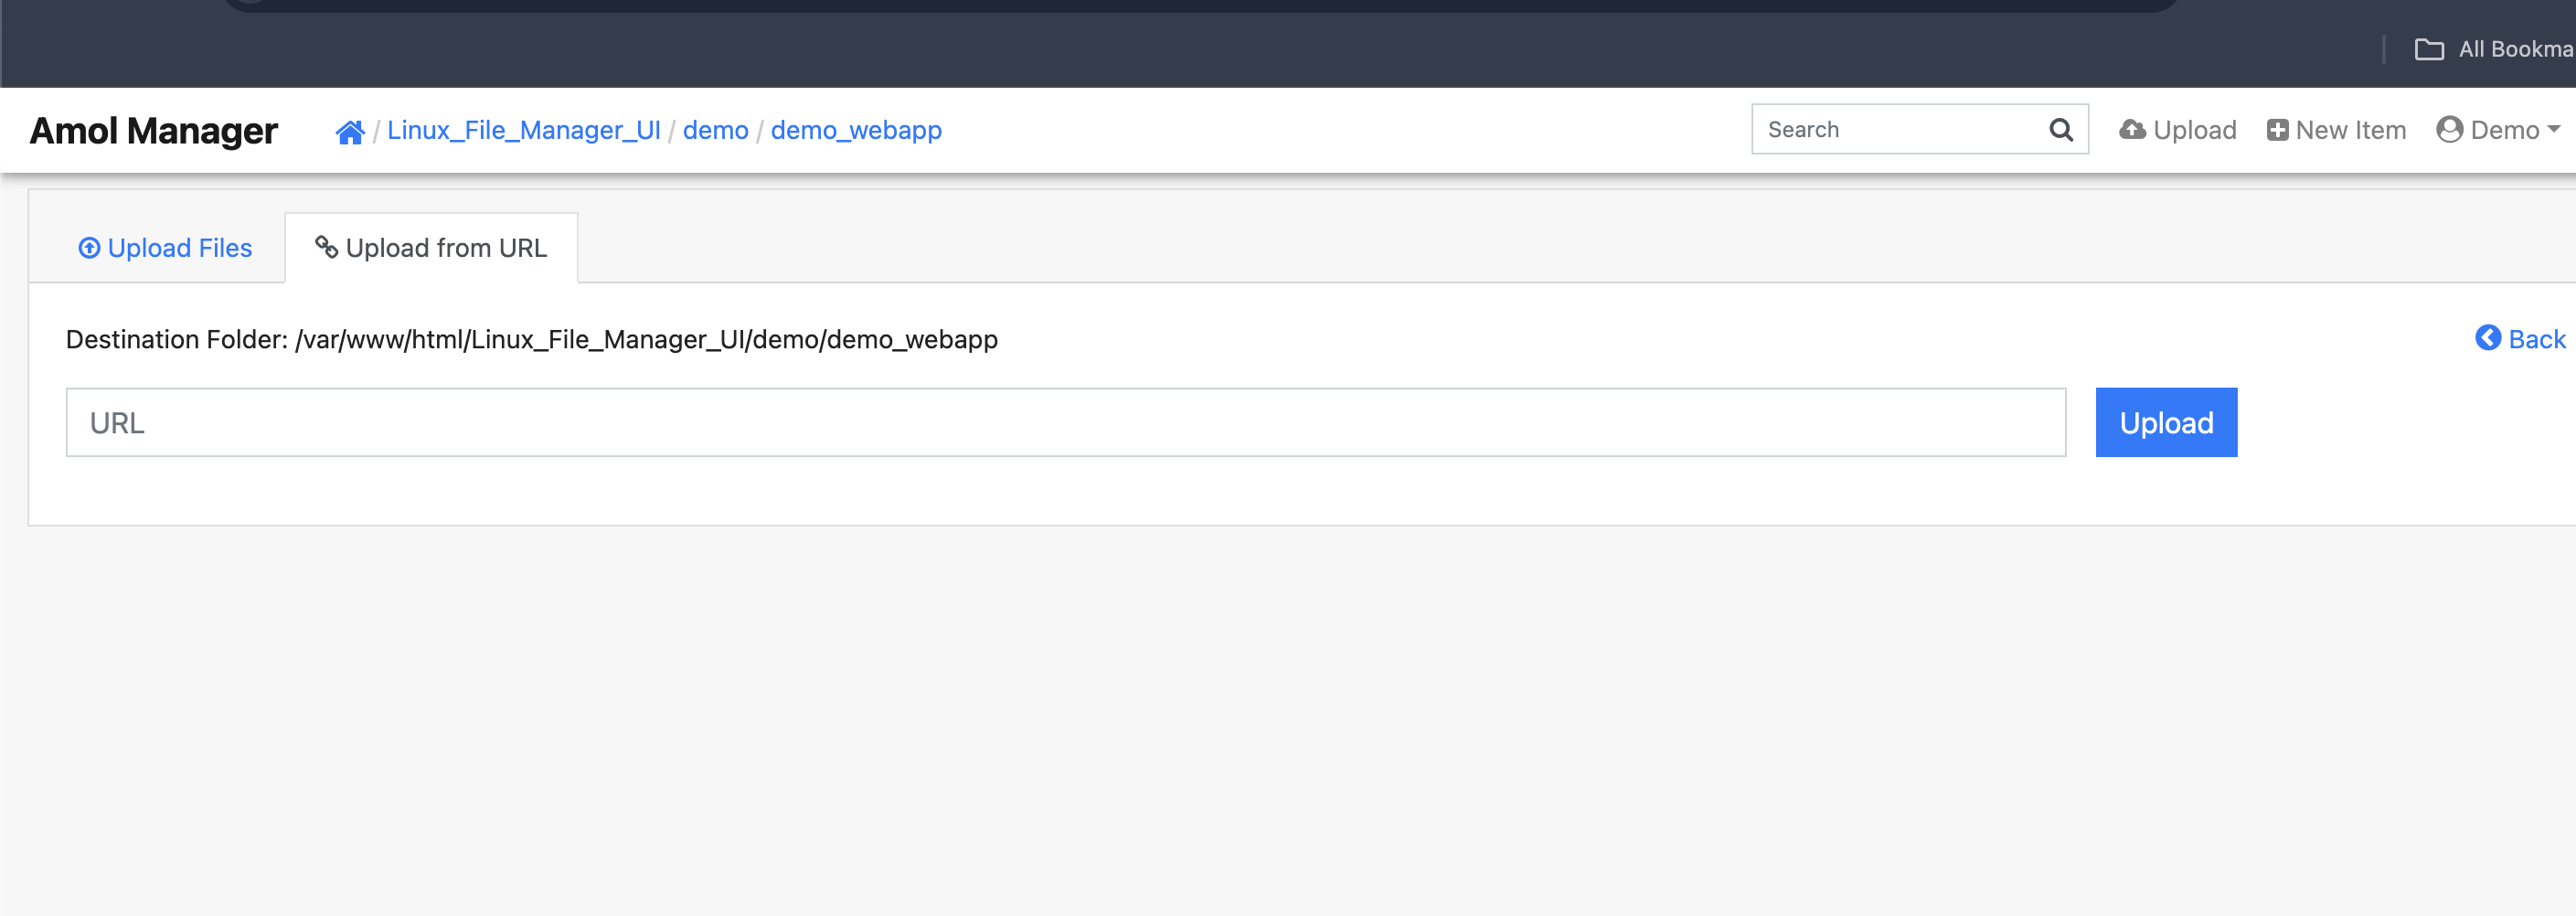 All Bookma
Amol Manager / Linux_File_Manager_UI / demo / demo_webapp Search Upload New Item Demo
Upload Files Upload from URL
Destination Folder: /var/www/html/Linux_File_Manager_UI/demo/demo_webapp Back
URL Upload